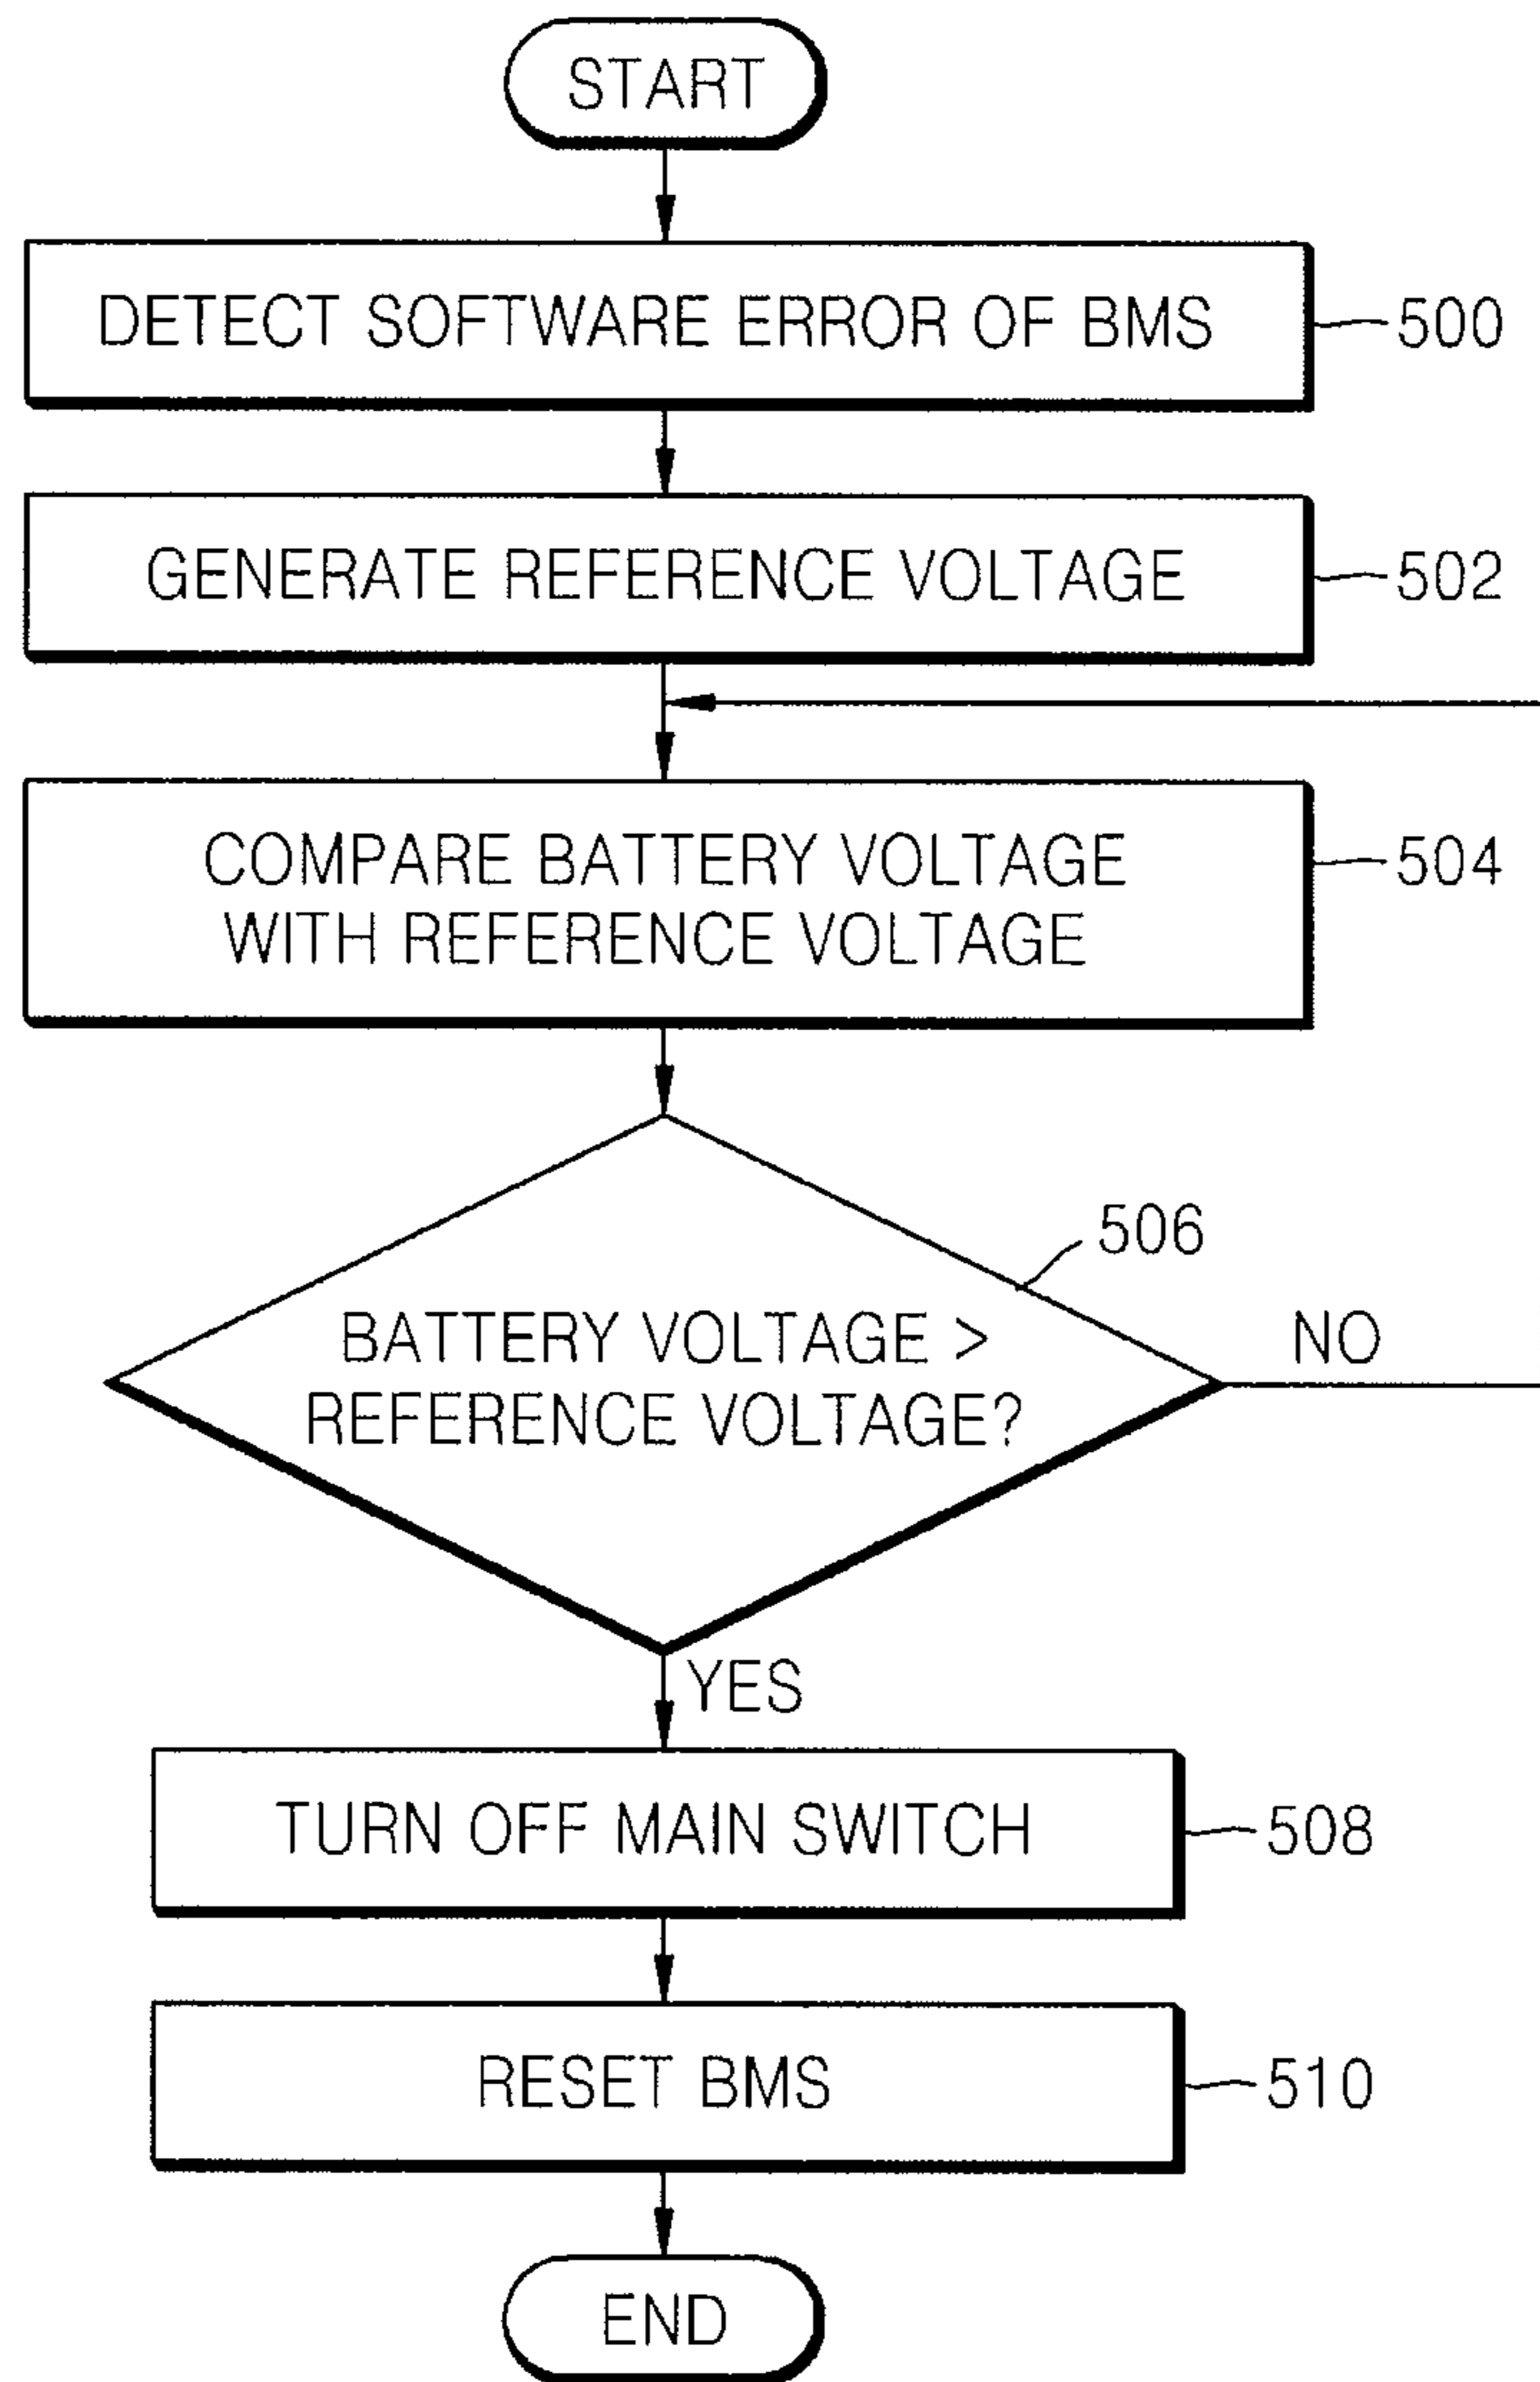 START
DETECT SOFTWARE ERROR OF BMS
500
GENERATE REFERENCE VOLTAGE
502
COMPARE BATTERY VOLTAGE
WITH REFERENCE VOLTAGE
504
506
BATTERY VOLTAGE >
REFERENCE VOLTAGE?
NO
YES
TURN OFF MAIN SWITCH
508
RESET BMS
510
END